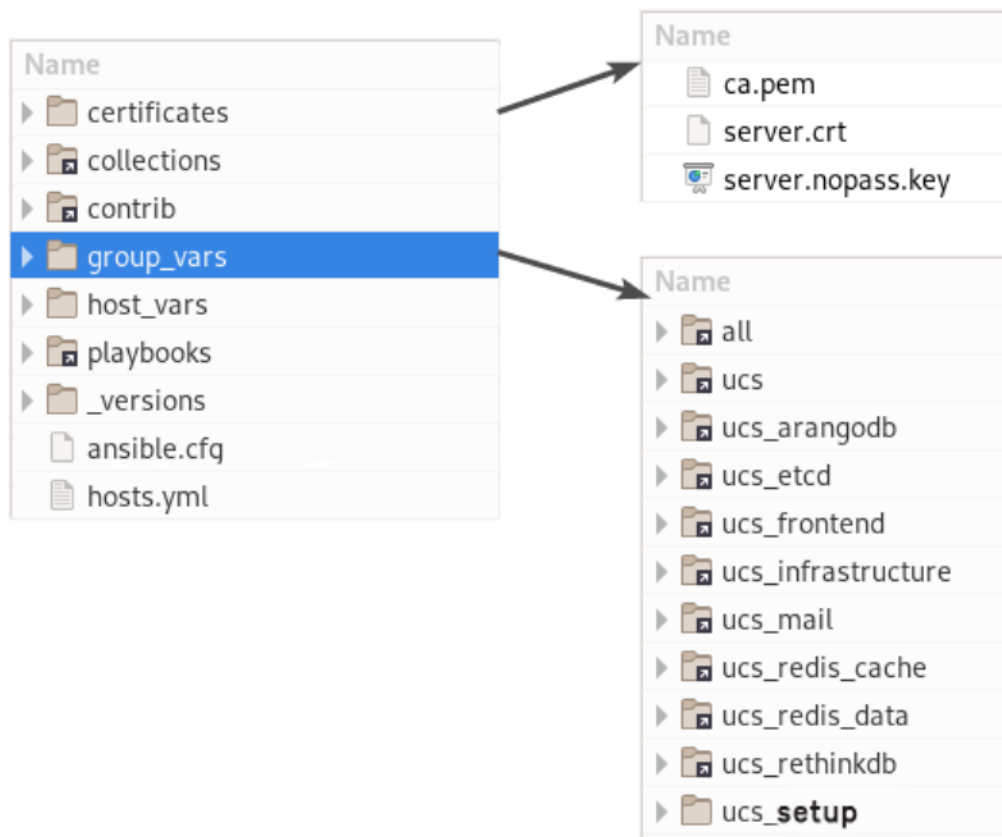 Name
certificates
collections
contrib
group_vars
host_vars
playbooks
_versions
ansible.cfg
hosts.yml
Name
ca.pem
server.crt
server.nopass.key
Name
all
ucs
ucs_arangodb
ucs_etcd
ucs_frontend
ucs_infrastructure
ucs_mail
ucs_redis_cache
ucs_redis_data
ucs_rethinkdb
ucs_setup